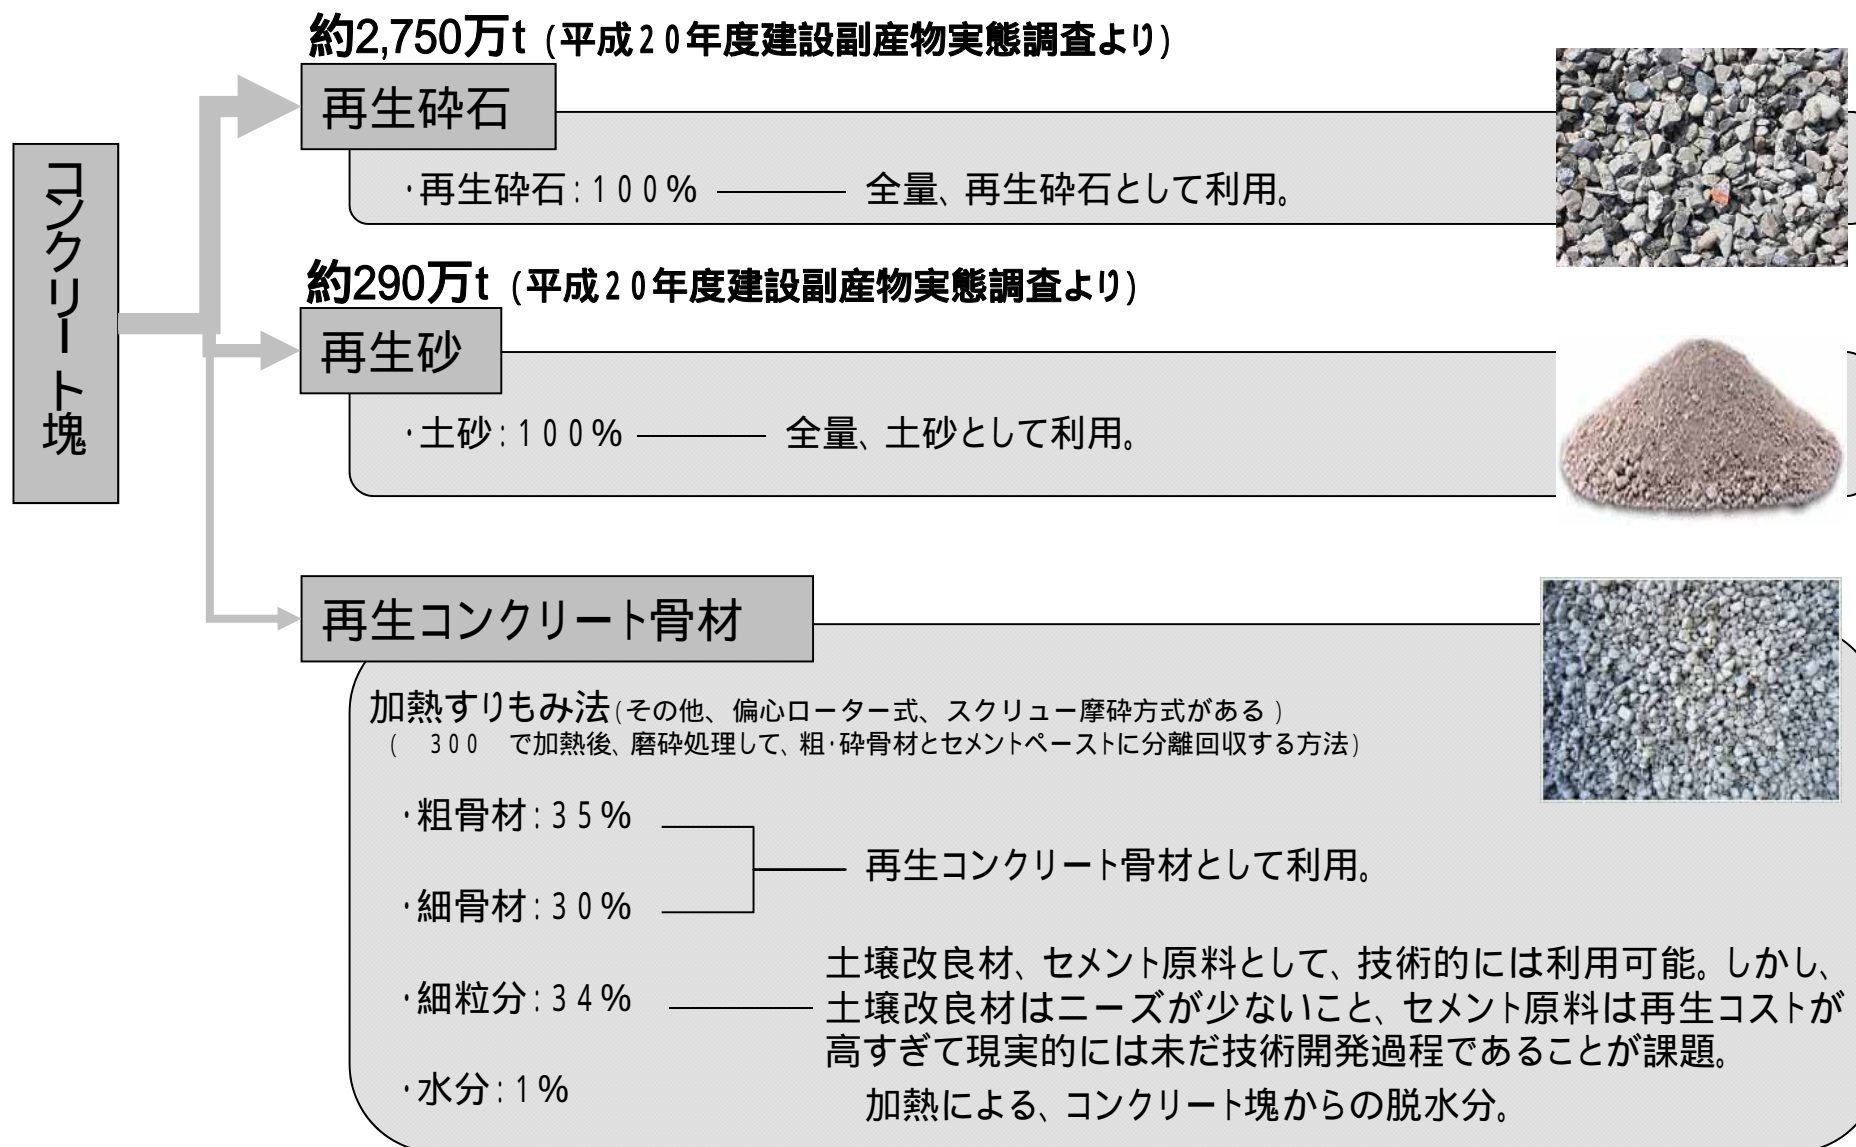 約2,750万t (平成20年度建設副産物実態調査より)
再生砕石
・再生砕石:100% 全量、再生砕石として利用。
コンクリート塊
約290万t (平成20年度建設副産物実態調査より)
再生砂
・土砂:100% 全量、土砂として利用。
再生コンクリート骨材
加熱すりもみ法(その他、偏心ローター式、スクリュー摩砕方式がある)
( 300 で加熱後、磨砕処理して、粗・砕骨材とセメントペーストに分離回収する方法)
・粗骨材:35%
再生コンクリート骨材として利用。
・細骨材:30%
・細粒分:34%
土壌改良材、セメント原料として、技術的には利用可能。しかし、
土壌改良材はニーズが少ないこと、セメント原料は再生コストが
高すぎて現実的には未だ技術開発過程であることが課題。
・水分:1%
加熱による、コンクリート塊からの脱水分。